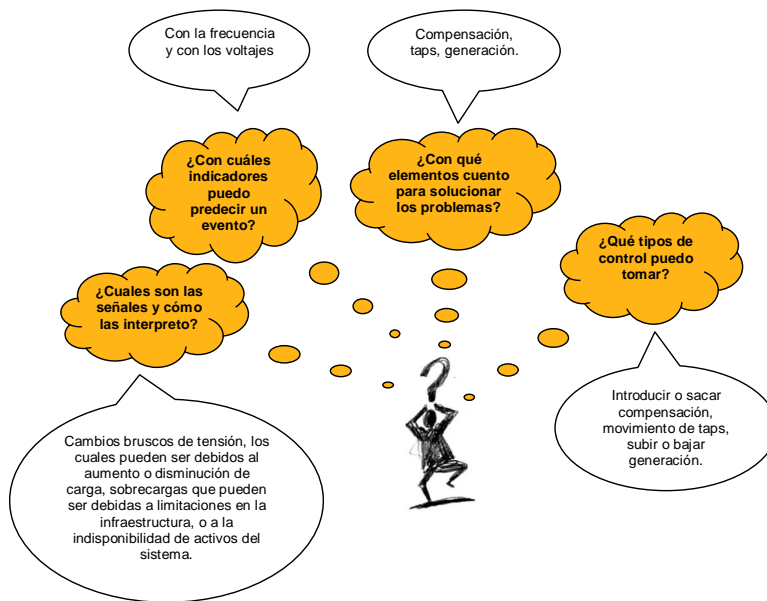 Con la frecuencia
y con los voltajes
Compensación,
taps, generación.
¿Con cuáles
indicadores
puedo
predecir un
evento?
¿Con qué
elementos cuento
para solucionar
los problemas?
¿Qué tipos de
control puedo
tomar?
¿Cuales son las
señales y cómo
las interpreto?
?
Introducir o sacar
compensación,
movimiento de taps,
subir o bajar
generación.
Cambios bruscos de tensión, los
cuales pueden ser debidos al
aumento o disminución de
carga, sobrecargas que pueden
ser debidas a limitaciones en la
infraestructura, o a la
indisponibilidad de activos del
sistema.